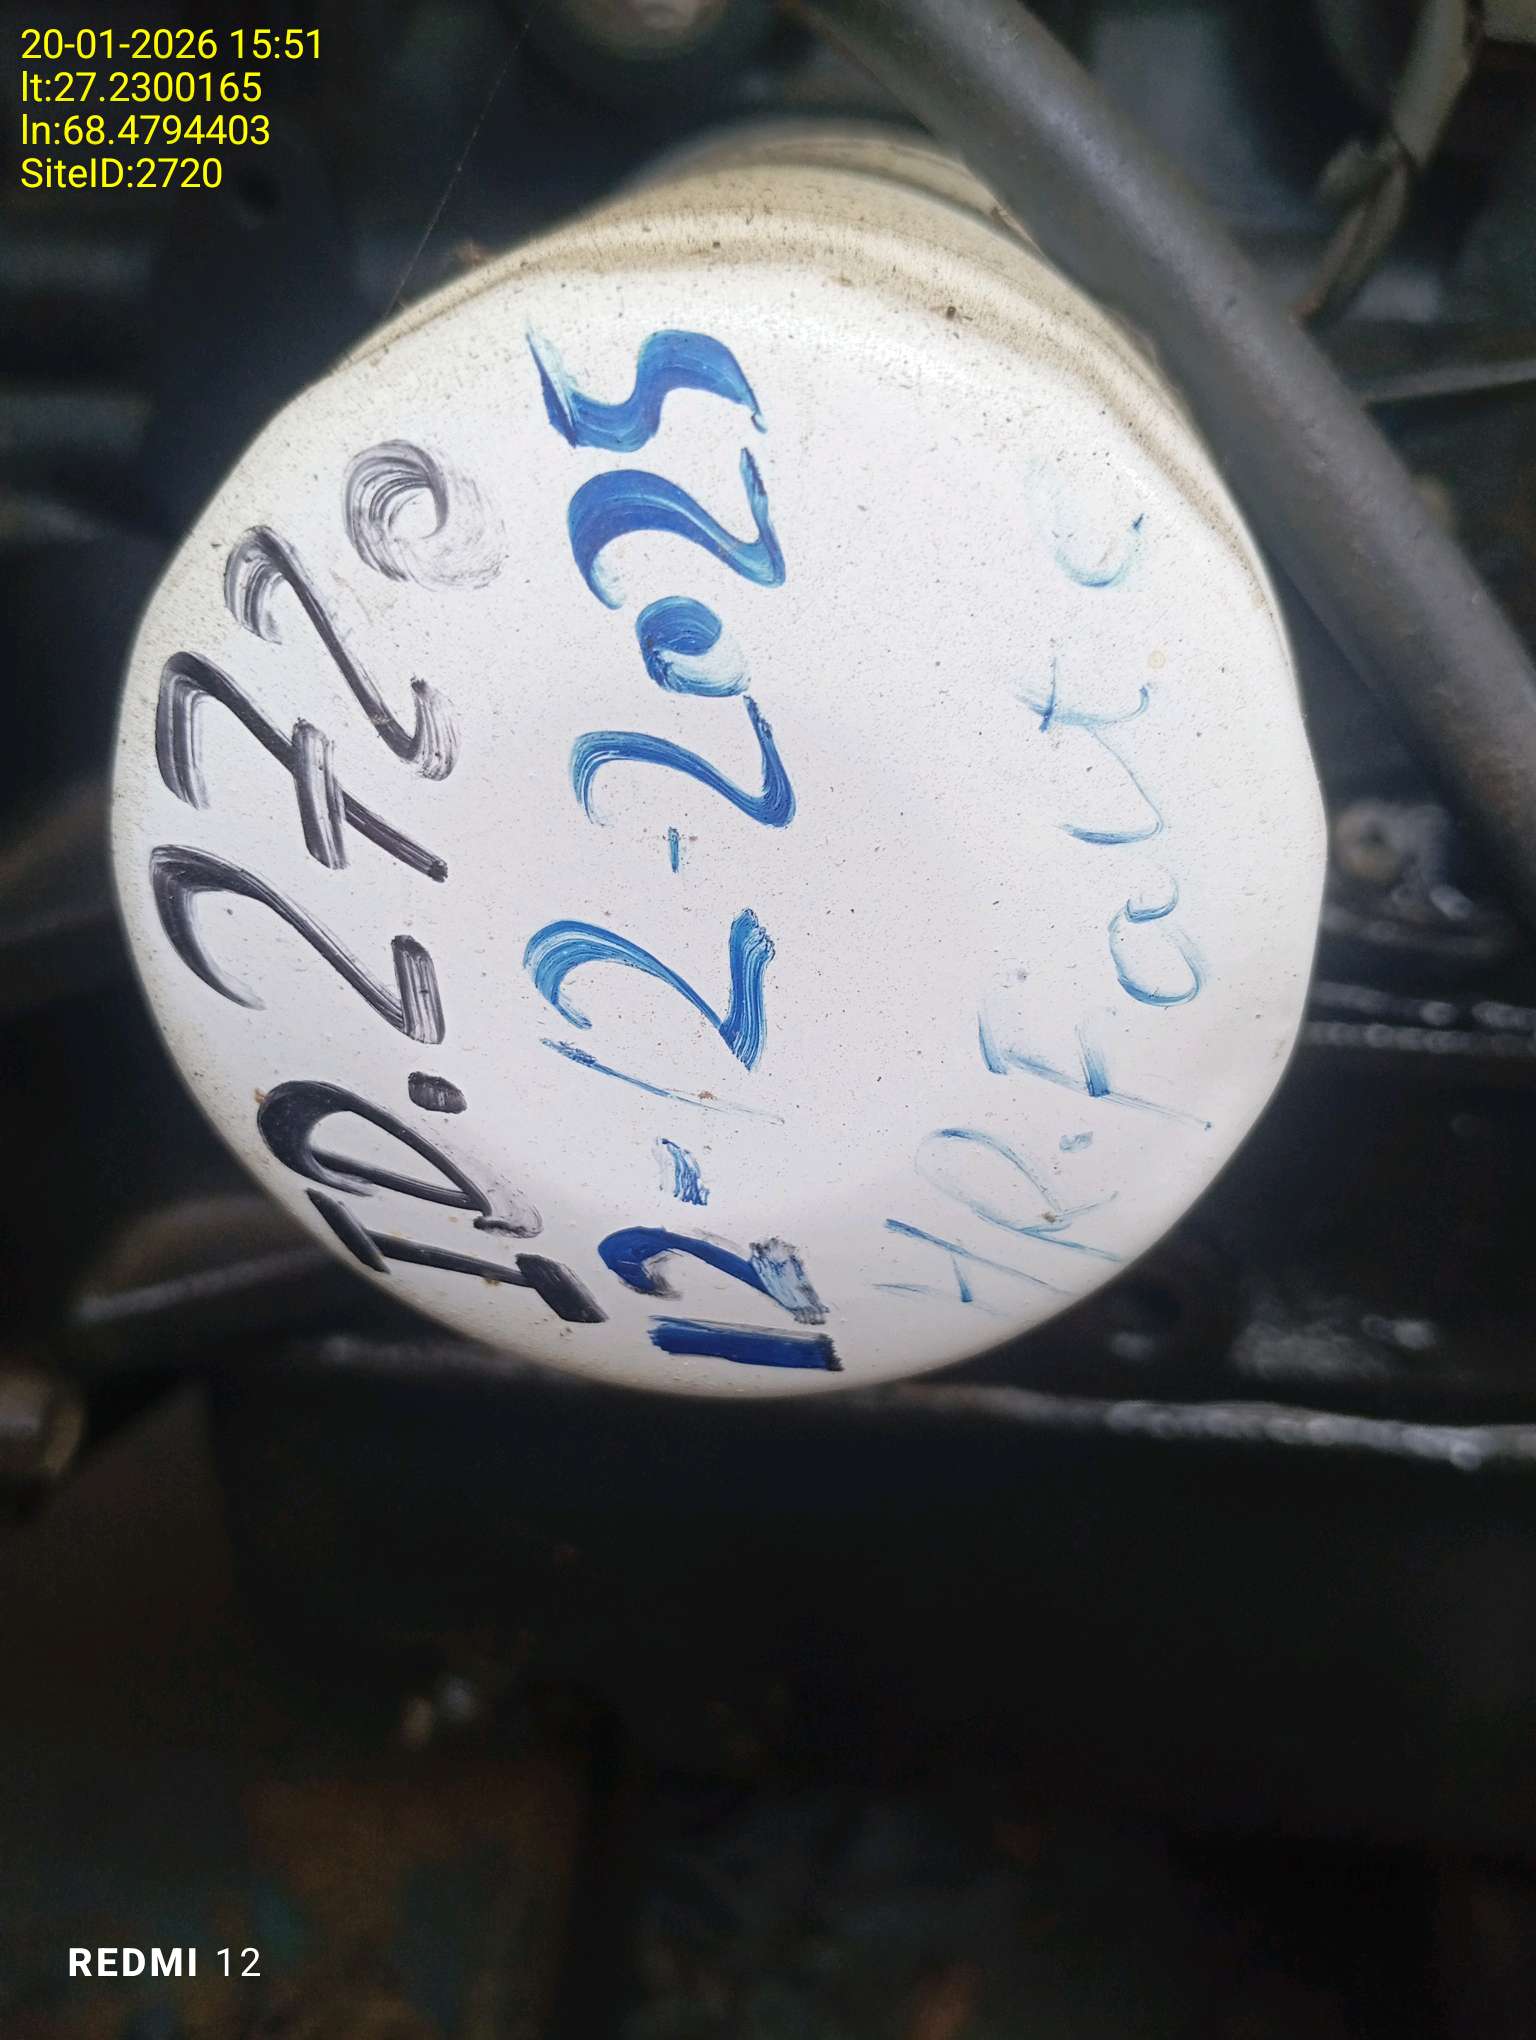 20-01-2026 15:51
lt:27.2300165
ln:68.4794403
SiteID:2720
ID.2720
12-12-2025
HR.Faulte
REDMI 12